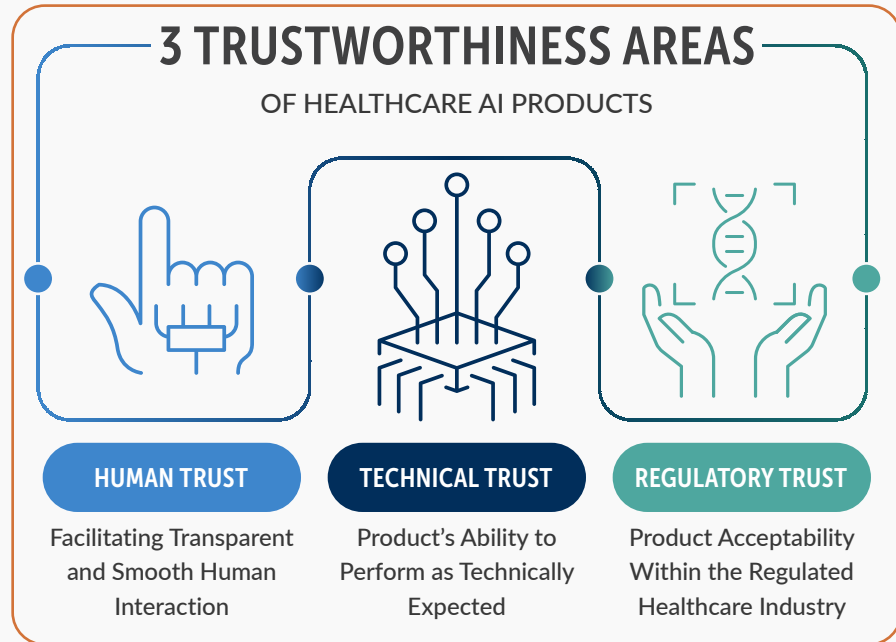 3 TRUSTWORTHINESS AREAS
OF HEALTHCARE AI PRODUCTS
HUMAN TRUST
Facilitating Transparent
and Smooth Human
Interaction
TECHNICAL TRUST
Product’s Ability to
Perform as Technically
Expected
REGULATORY TRUST
Product Acceptability
Within the Regulated
Healthcare Industry